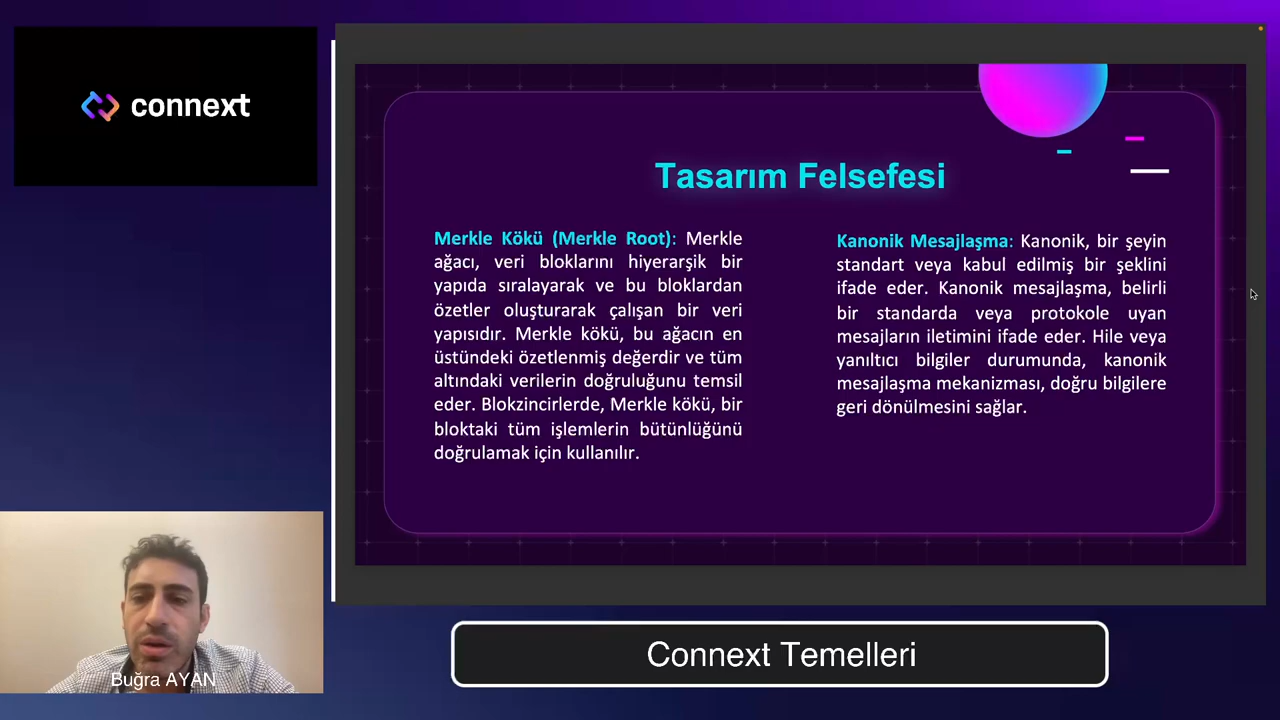 connext
Tasarım Felsefesi
Merkle Kökü (Merkle Root): Merkle
ağacı, veri bloklarını hiyerarşik bir
yapıda sıralayarak ve bu bloklardan
özetler oluşturarak çalışan bir veri
yapısıdır. Merkle kökü, bu ağacın en
üstündeki özetlenmiş değerdir ve tüm
altındaki verilerin doğruluğunu temsil
eder. Blokzincirlerde, Merkle kökü, bir
bloktaki tüm işlemlerin bütünlüğünü
doğrulamak için kullanılır.
Kanonik Mesajlaşma: Kanonik, bir şeyin
standart veya kabul edilmiş bir şeklini
ifade eder. Kanonik mesajlaşma, belirli
bir standarda veya protokole uyan
mesajların iletimini ifade eder. Hile veya
yanıltıcı bilgiler durumunda, kanonik
mesajlaşma mekanizması, doğru bilgilere
geri dönülmesini sağlar.
Buğra AYAN
Connext Temelleri